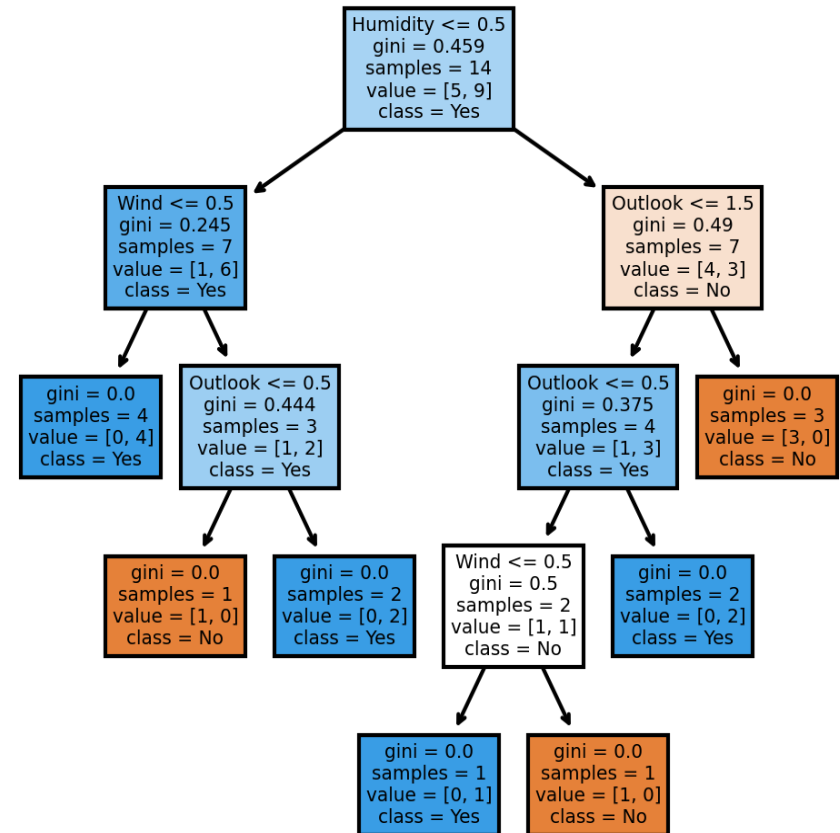 Humidity <= 0.5
gini = 0.459
samples = 14
value = [5, 9]
class = Yes
Wind <= 0.5
gini = 0.245
samples = 7
value = [1, 6]
class = Yes
Outlook <= 1.5
gini = 0.49
samples = 7
value = [4, 3]
class = No
gini = 0.0
samples = 4
value = [0, 4]
class = Yes
Outlook <= 0.5
gini = 0.444
samples = 3
value = [1, 2]
class = Yes
Outlook <= 0.5
gini = 0.375
samples = 4
value = [1, 3]
class = Yes
gini = 0.0
samples = 3
value = [3, 0]
class = No
gini = 0.0
samples = 1
value = [1, 0]
class = No
gini = 0.0
samples = 2
value = [0, 2]
class = Yes
Wind <= 0.5
gini = 0.5
samples = 2
value = [1, 1]
class = No
gini = 0.0
samples = 2
value = [0, 2]
class = Yes
gini = 0.0
samples = 1
value = [0, 1]
class = Yes
gini = 0.0
samples = 1
value = [1, 0]
class = No